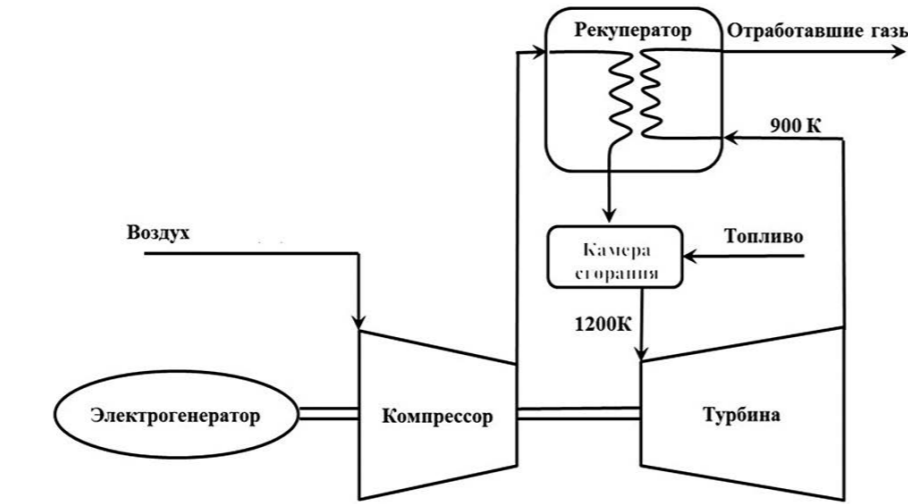 Рекуператор
Отработавшие газы
900 К
Воздух
Топливо
Камера
сгорания
1200К
Электрогенератор
Компрессор
Турбина